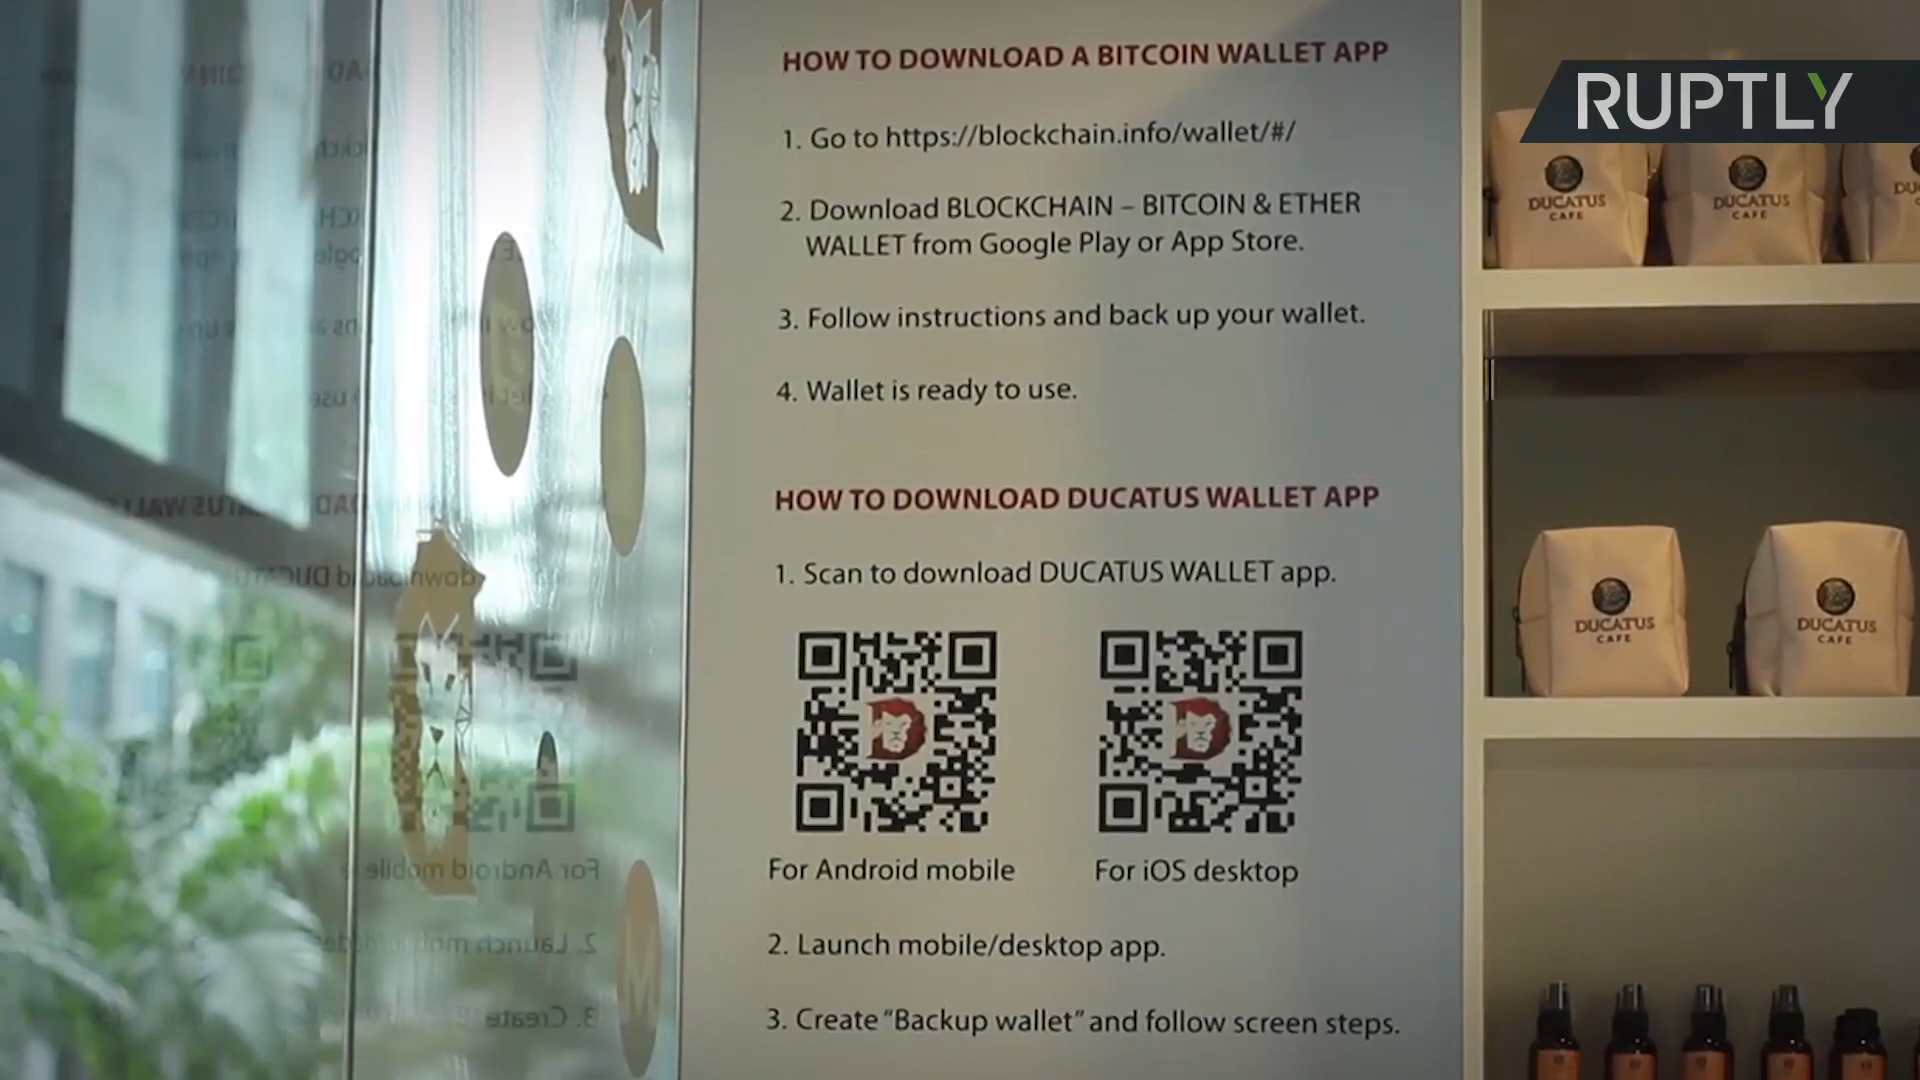 HOW TO DOWNLOAD A BITCOIN WALLET APP
1. Go to https://blockchain.info/wallet/#/
2. Download BLOCKCHAIN – BITCOIN & ETHER
WALLET from Google Play or App Store.
3. Follow instructions and back up your wallet.
4. Wallet is ready to use.
HOW TO DOWNLOAD DUCATUS WALLET APP
1. Scan to download DUCATUS WALLET app.
For Android mobile
For iOS desktop
2. Launch mobile/desktop app.
3. Create “Backup wallet” and follow screen steps.
RUPTLY
DUCATUS
CAFE
DUCATUS
CAFE
DUCATUS
CAFE
DUCATUS
CAFE